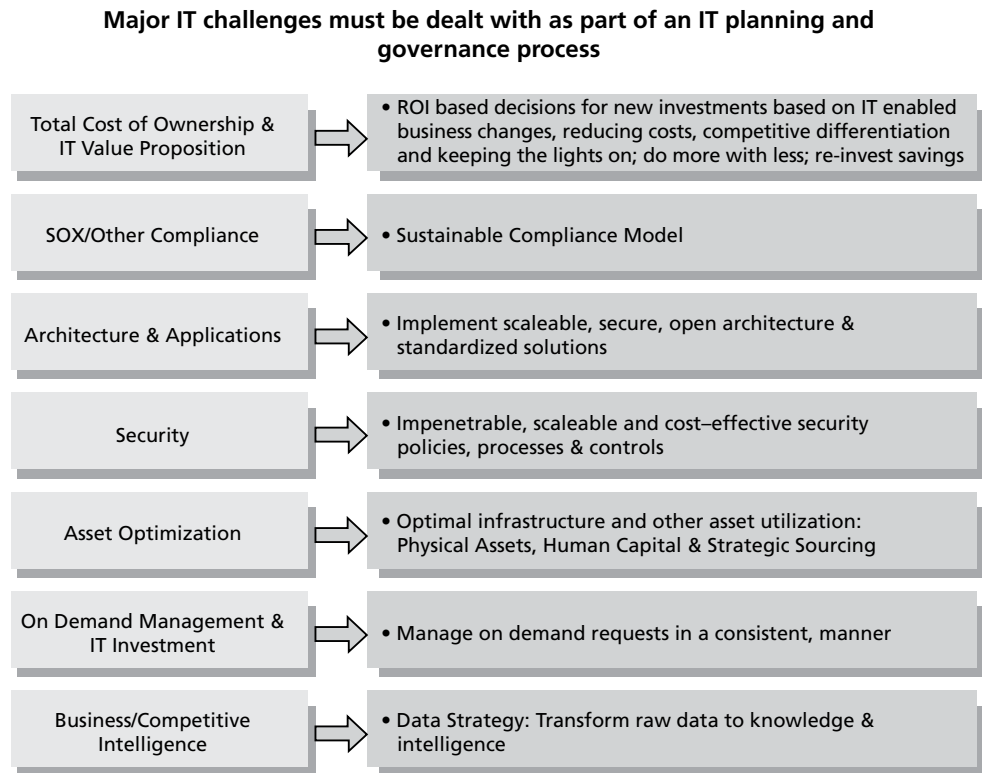 Major IT challenges must be dealt with as part of an IT planning and
governance process
Total Cost of Ownership &
IT Value Proposition
• ROI based decisions for new investments based on IT enabled
business changes, reducing costs, competitive differentiation
and keeping the lights on; do more with less; re-invest savings
SOX/Other Compliance
• Sustainable Compliance Model
Architecture & Applications
• Implement scaleable, secure, open architecture &
standardized solutions
Security
• Impenetrable, scaleable and cost–effective security
policies, processes & controls
Asset Optimization
• Optimal infrastructure and other asset utilization:
Physical Assets, Human Capital & Strategic Sourcing
On Demand Management &
IT Investment
• Manage on demand requests in a consistent, manner
Business/Competitive
Intelligence
• Data Strategy: Transform raw data to knowledge &
intelligence